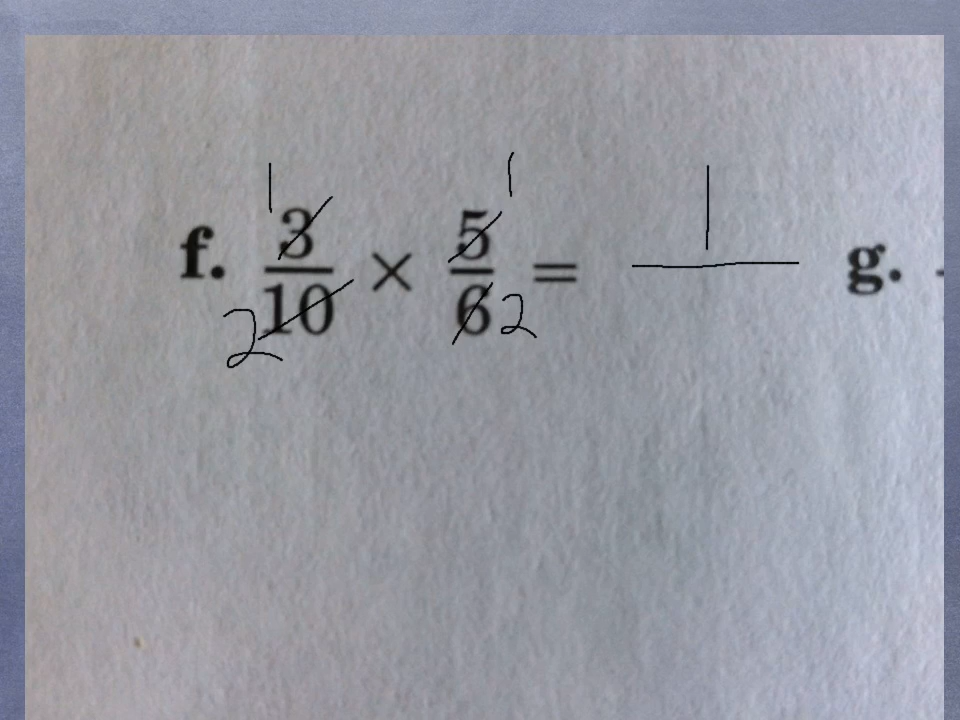 1 1 1
f. 3/10 × 5/6 = — g.
2 2